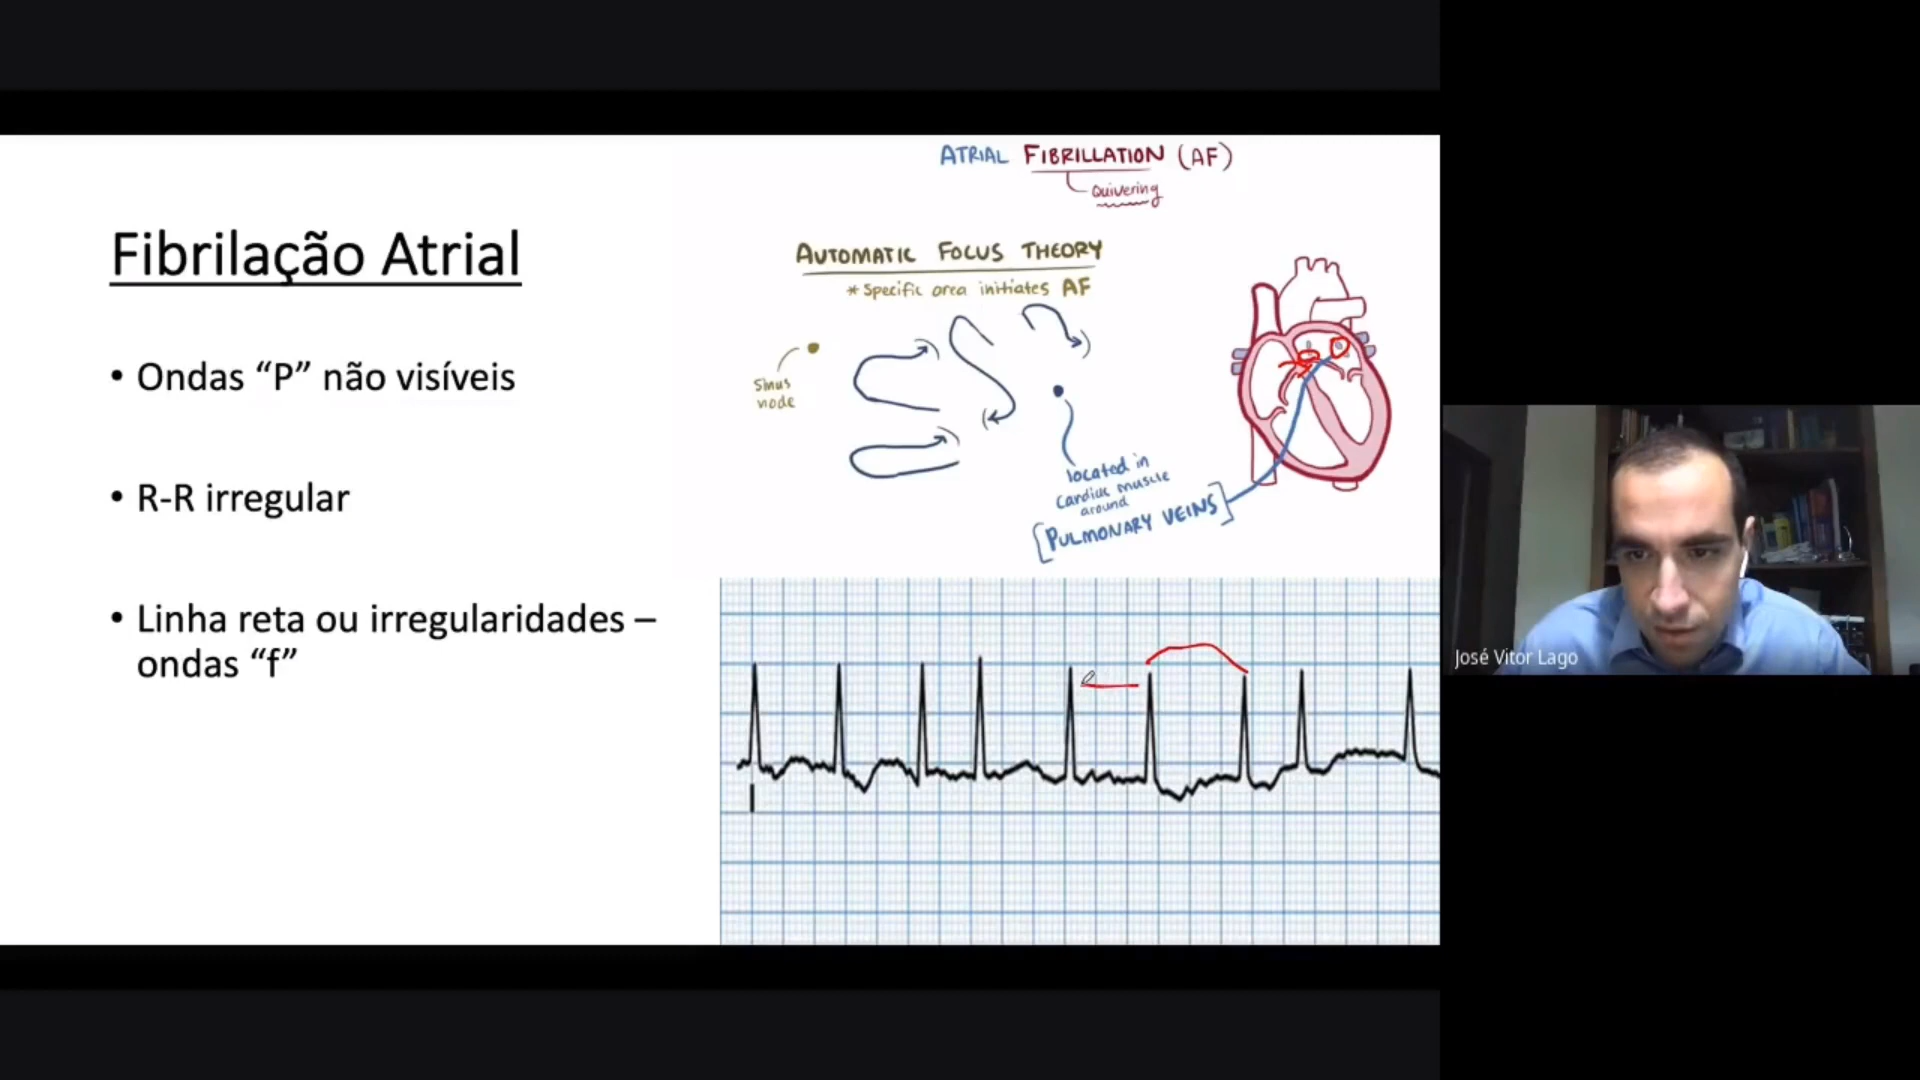 ATRIAL FIBRILLATION (AF)
Quivering
Fibrilação Atrial
AUTOMATIC FOCUS THEORY
* Specific area initiates AF
• Ondas “P” não visíveis
Sinus
node
• R-R irregular
located in
cardiac muscle
around
[PULMONARY VEINS]
• Linha reta ou irregularidades –
ondas “f”
José Vitor Lago